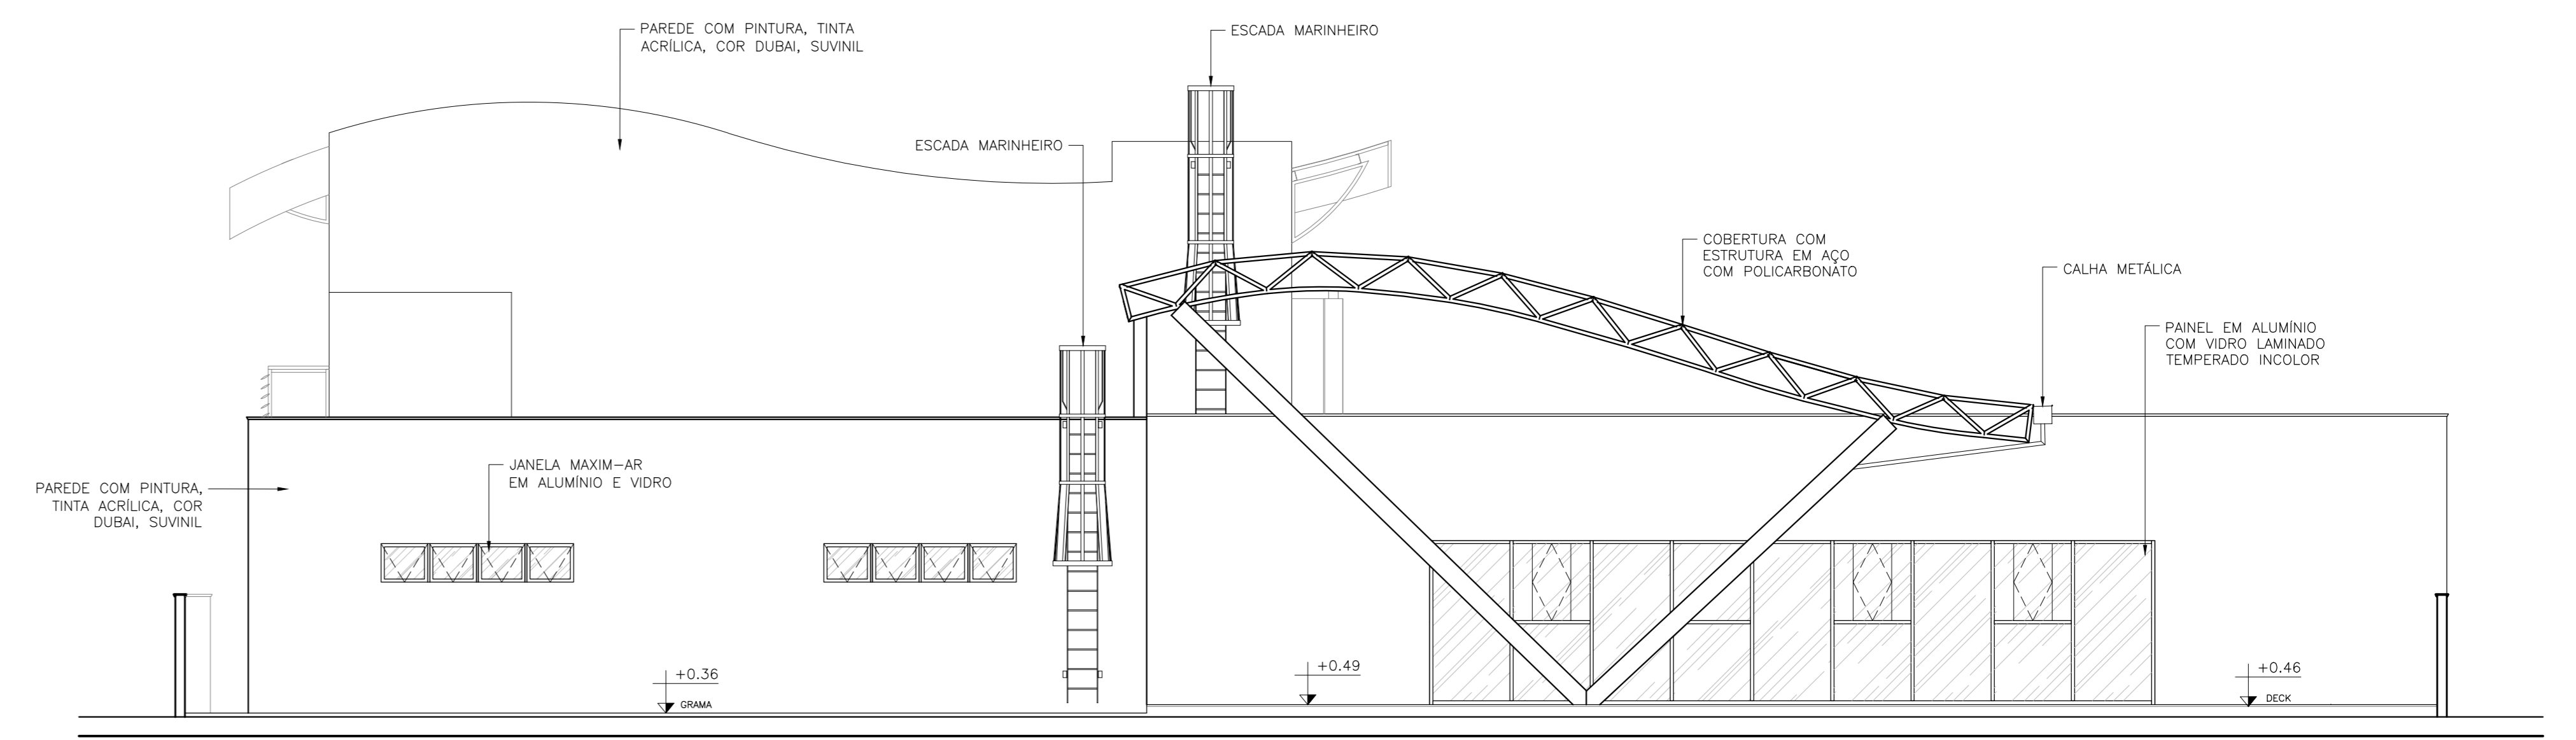 PAREDE COM PINTURA, TINTA
ACRÍLICA, COR DUBAI, SUVINIL
ESCADA MARINHEIRO
ESCADA MARINHEIRO
COBERTURA COM
ESTRUTURA EM AÇO
COM POLICARBONATO
CALHA METÁLICA
PAINEL EM ALUMÍNIO
COM VIDRO LAMINADO
TEMPERADO INCOLOR
JANELA MAXIM-AR
EM ALUMÍNIO E VIDRO
PAREDE COM PINTURA,
TINTA ACRÍLICA, COR
DUBAI, SUVINIL
+0.36
GRAMA
+0.49
+0.46
DECK